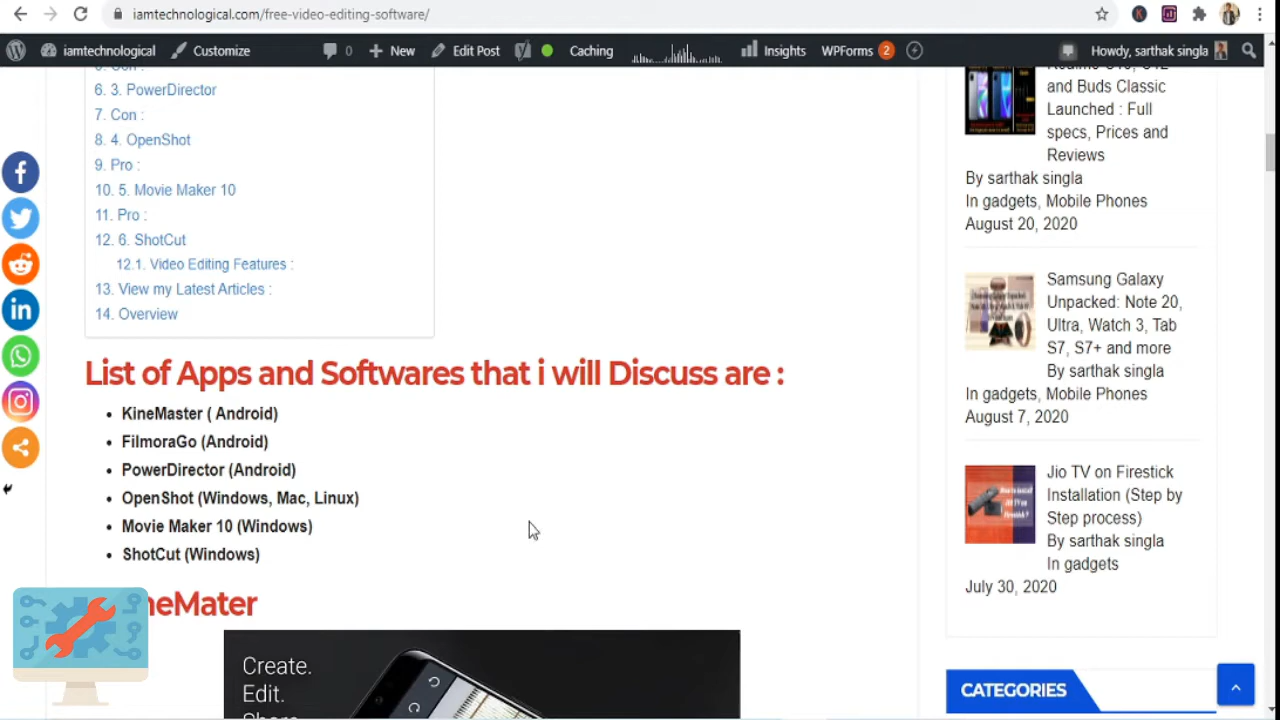 iamtechnological.com/free-video-editing-software/
iamtechnological
Customize
0
New
Edit Post
Caching
Insights
WPForms 2
Howdy, sarthak singla
5. Con :
6. 3. PowerDirector
7. Con :
8. 4. OpenShot
9. Pro :
10. 5. Movie Maker 10
11. Pro :
12. 6. ShotCut
12.1. Video Editing Features :
13. View my Latest Articles :
14. Overview
List of Apps and Softwares that i will Discuss are :
KineMaster ( Android)
FilmoraGo (Android)
PowerDirector (Android)
OpenShot (Windows, Mac, Linux)
Movie Maker 10 (Windows)
ShotCut (Windows)
neMater
Create.
Edit.
Share.
and Buds Classic
Launched : Full
specs, Prices and
Reviews
By sarthak singla
In gadgets, Mobile Phones
August 20, 2020
Samsung Galaxy
Unpacked: Note 20,
Ultra, Watch 3, Tab
S7, S7+ and more
By sarthak singla
In gadgets, Mobile Phones
August 7, 2020
Jio TV on Firestick
Installation (Step by
Step process)
By sarthak singla
In gadgets
July 30, 2020
CATEGORIES